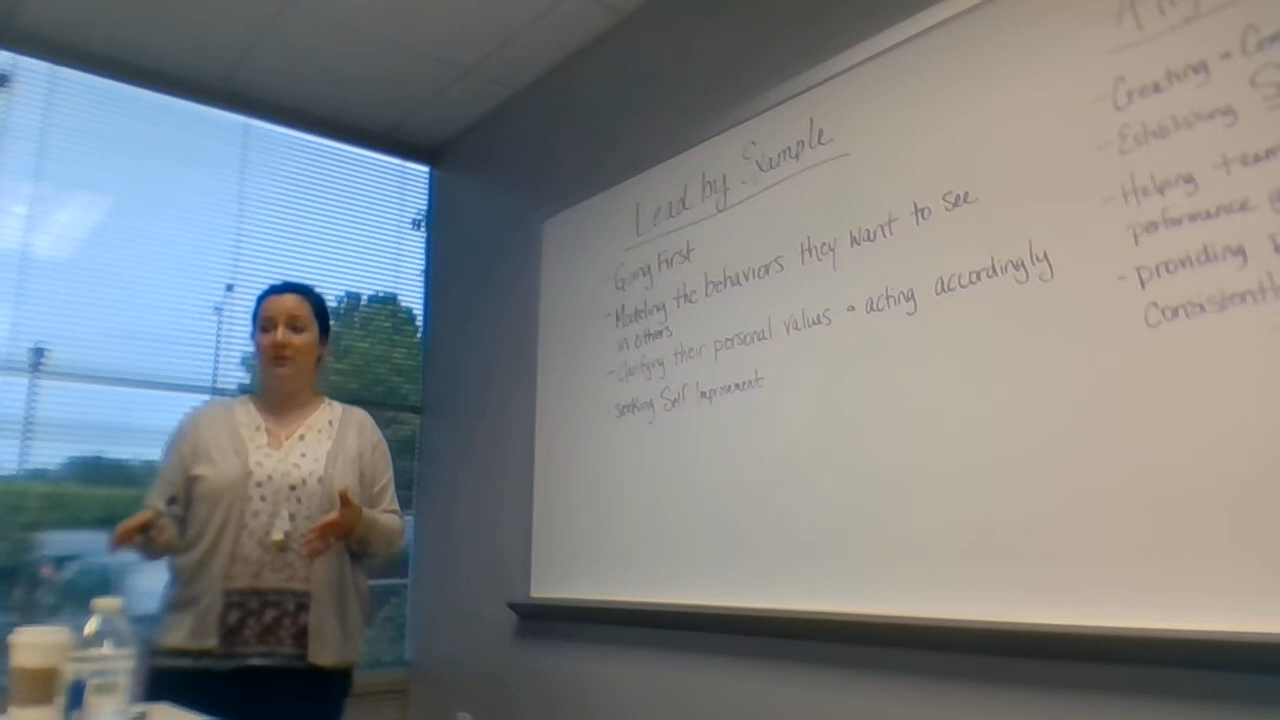 Lead by Example
- Going First
- Modeling the behaviors they want to see
in others
- Clarifying their personal values + acting accordingly
- seeking Self Improvement
- Creating a
- Establishing
- Helping team
performance
- providing
Consistently